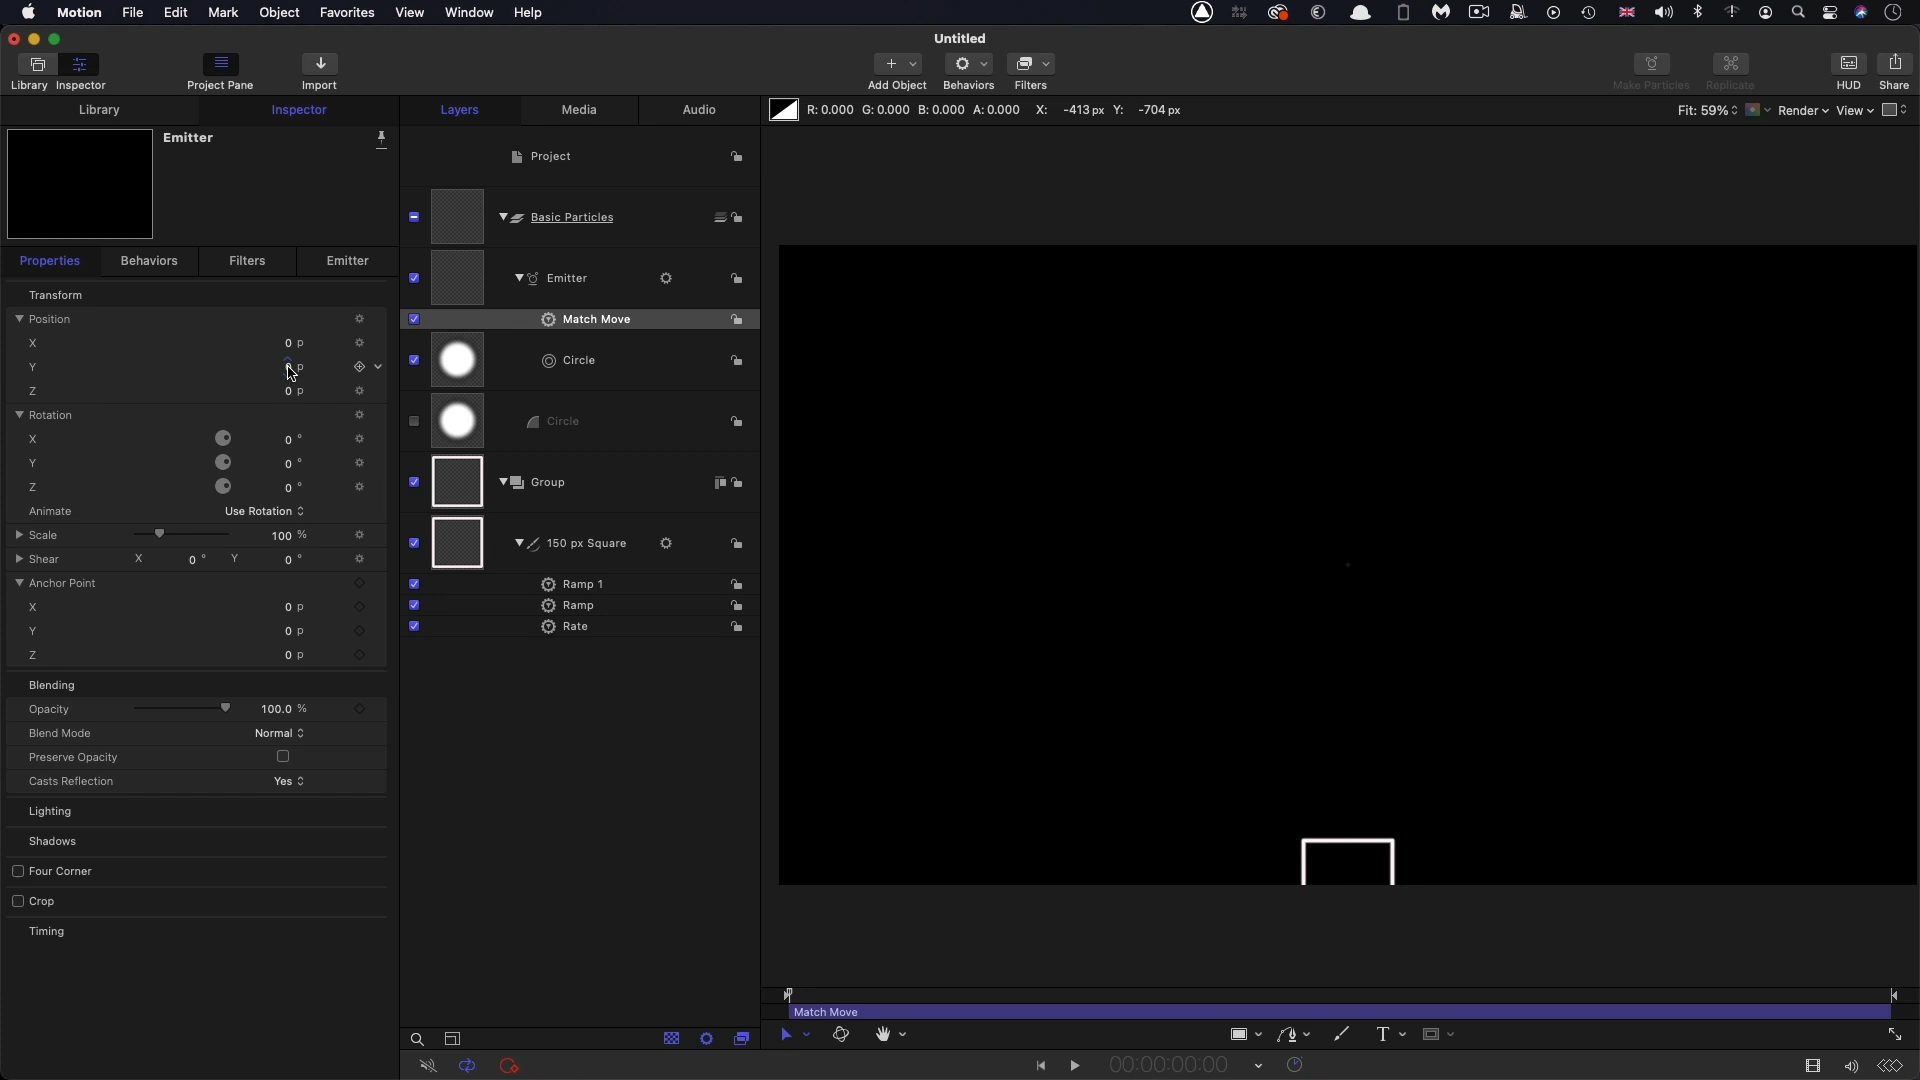 Motion File Edit Mark Object Favorites View Window Help
Untitled
Library Inspector Project Pane Import Add Object Behaviors Filters Make Particles Replicate HUD Share
Library Inspector Layers Media Audio R: 0.000 G: 0.000 B: 0.000 A: 0.000 X: -413 px Y: -704 px Fit: 59% Render View
Emitter
Properties Behaviors Filters Emitter
Transform
Position
X 0 p
Y p
Z 0 p
Rotation
X 0 °
Y 0 °
Z 0 °
Animate Use Rotation
Scale 100 %
Shear X 0 ° Y 0 °
Anchor Point
X 0 p
Y 0 p
Z 0 p
Blending
Opacity 100.0 %
Blend Mode Normal
Preserve Opacity
Casts Reflection Yes
Lighting
Shadows
Four Corner
Crop
Timing
Project
Basic Particles
Emitter
Match Move
Circle
Circle
Group
150 px Square
Ramp 1
Ramp
Rate
Match Move
T
00:00:00:00